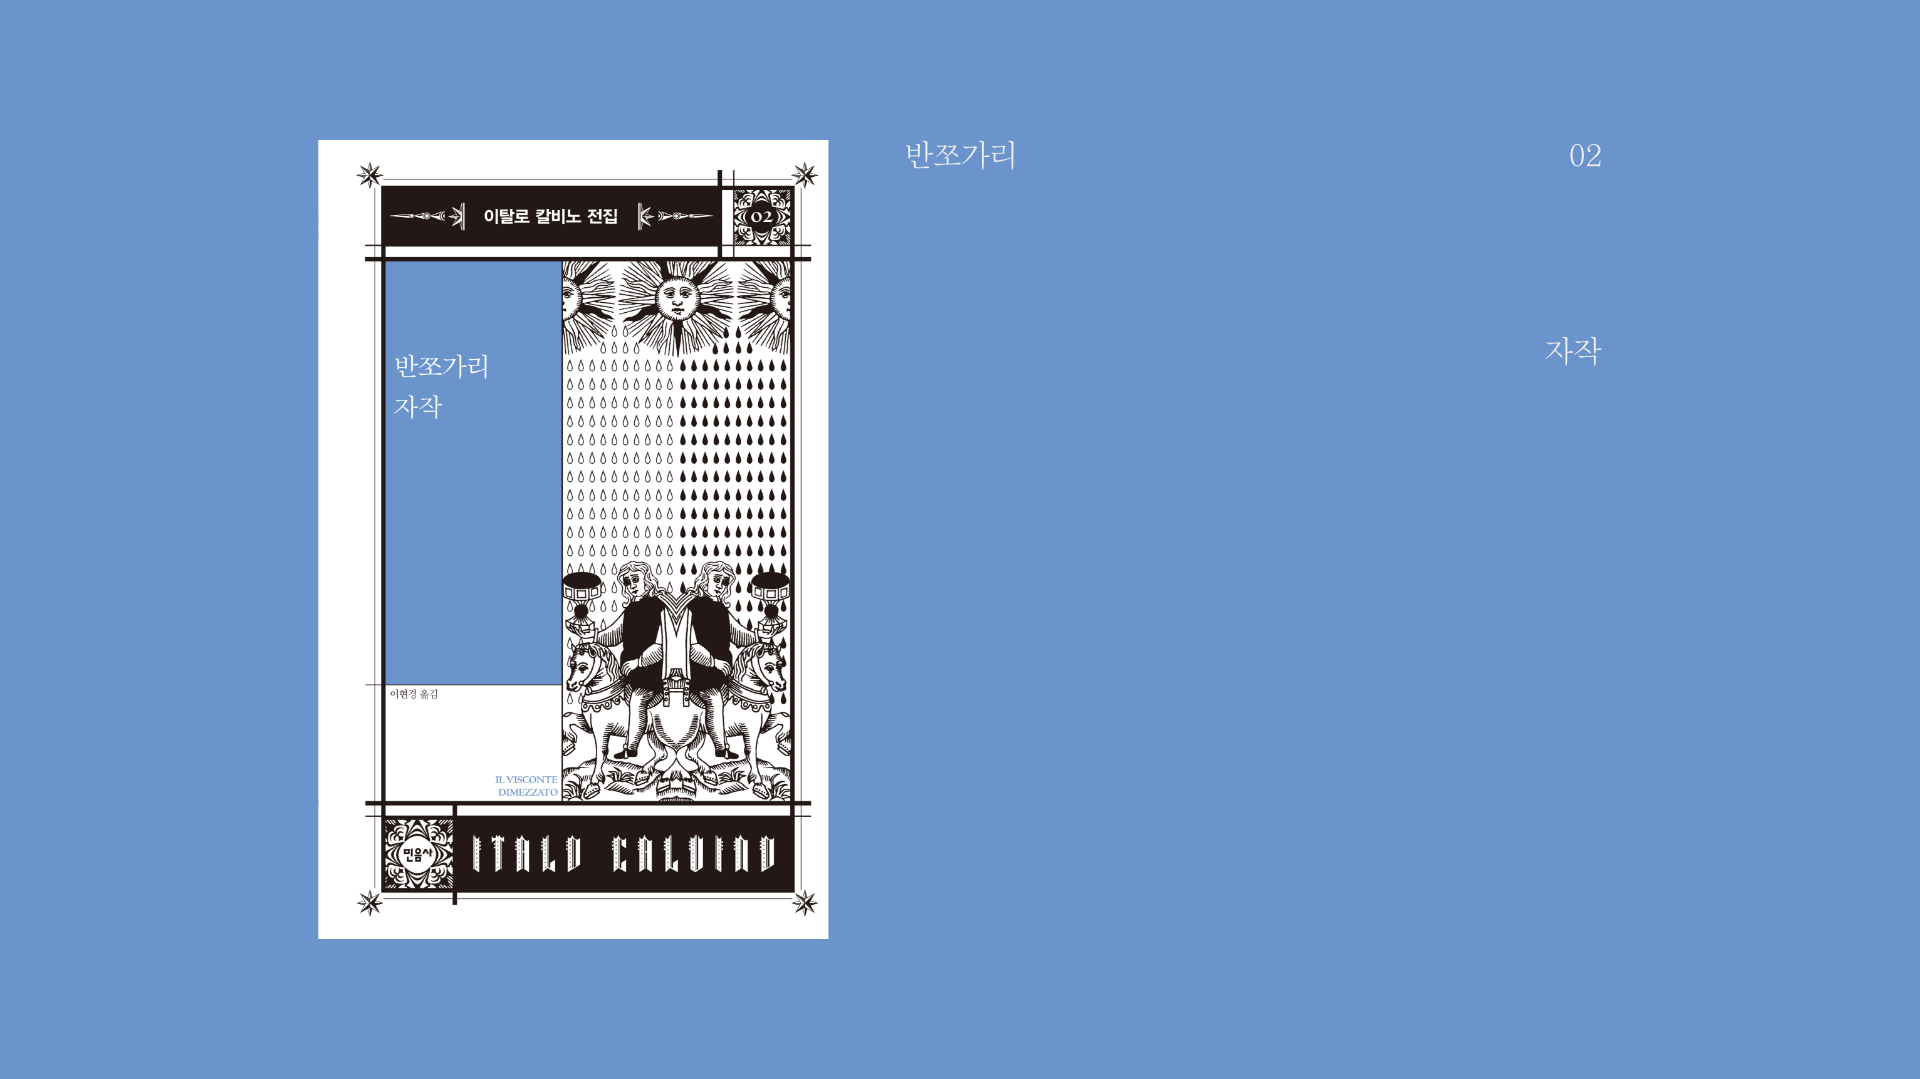 이탈로 칼비노 전집
02
반쪼가리
자작
이현경 옮김
IL VISCONTE
DIMEZZATO
민음사
ITALO CALVINO
반쪼가리
02
자작